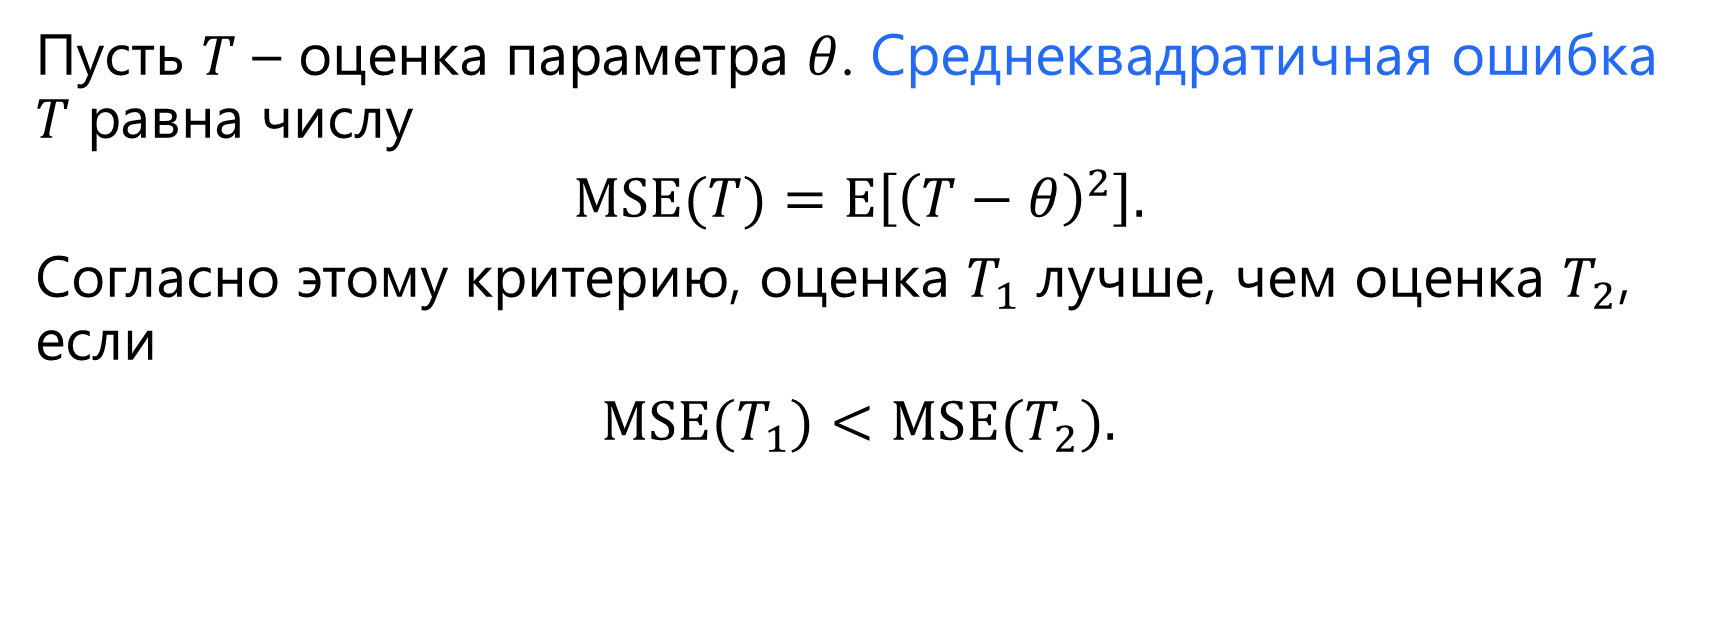 Пусть 𝑇 – оценка параметра 𝜃. Среднеквадратичная ошибка
𝑇 равна числу
MSE(𝑇) = E[(𝑇 − 𝜃)²].
Согласно этому критерию, оценка 𝑇₁ лучше, чем оценка 𝑇₂,
если
MSE(𝑇₁) < MSE(𝑇₂).